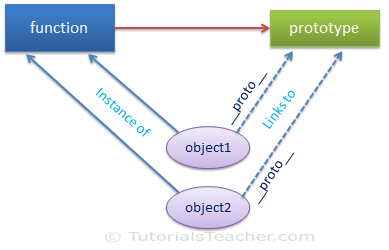 function
prototype
Instance of
__proto__
Links to
__proto__
object1
object2
© TutorialsTeacher.com